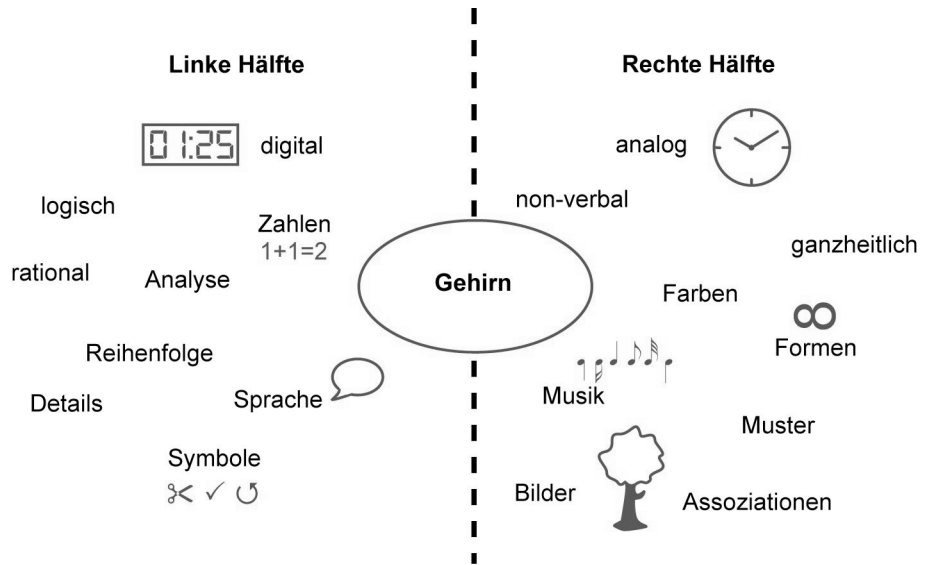 Linke Hälfte
01:25
digital
logisch
Zahlen
1+1=2
rational
Analyse
Reihenfolge
Details
Sprache
Symbole
Gehirn
Rechte Hälfte
analog
non-verbal
ganzheitlich
Farben
8
Formen
Musik
Muster
Bilder
Assoziationen